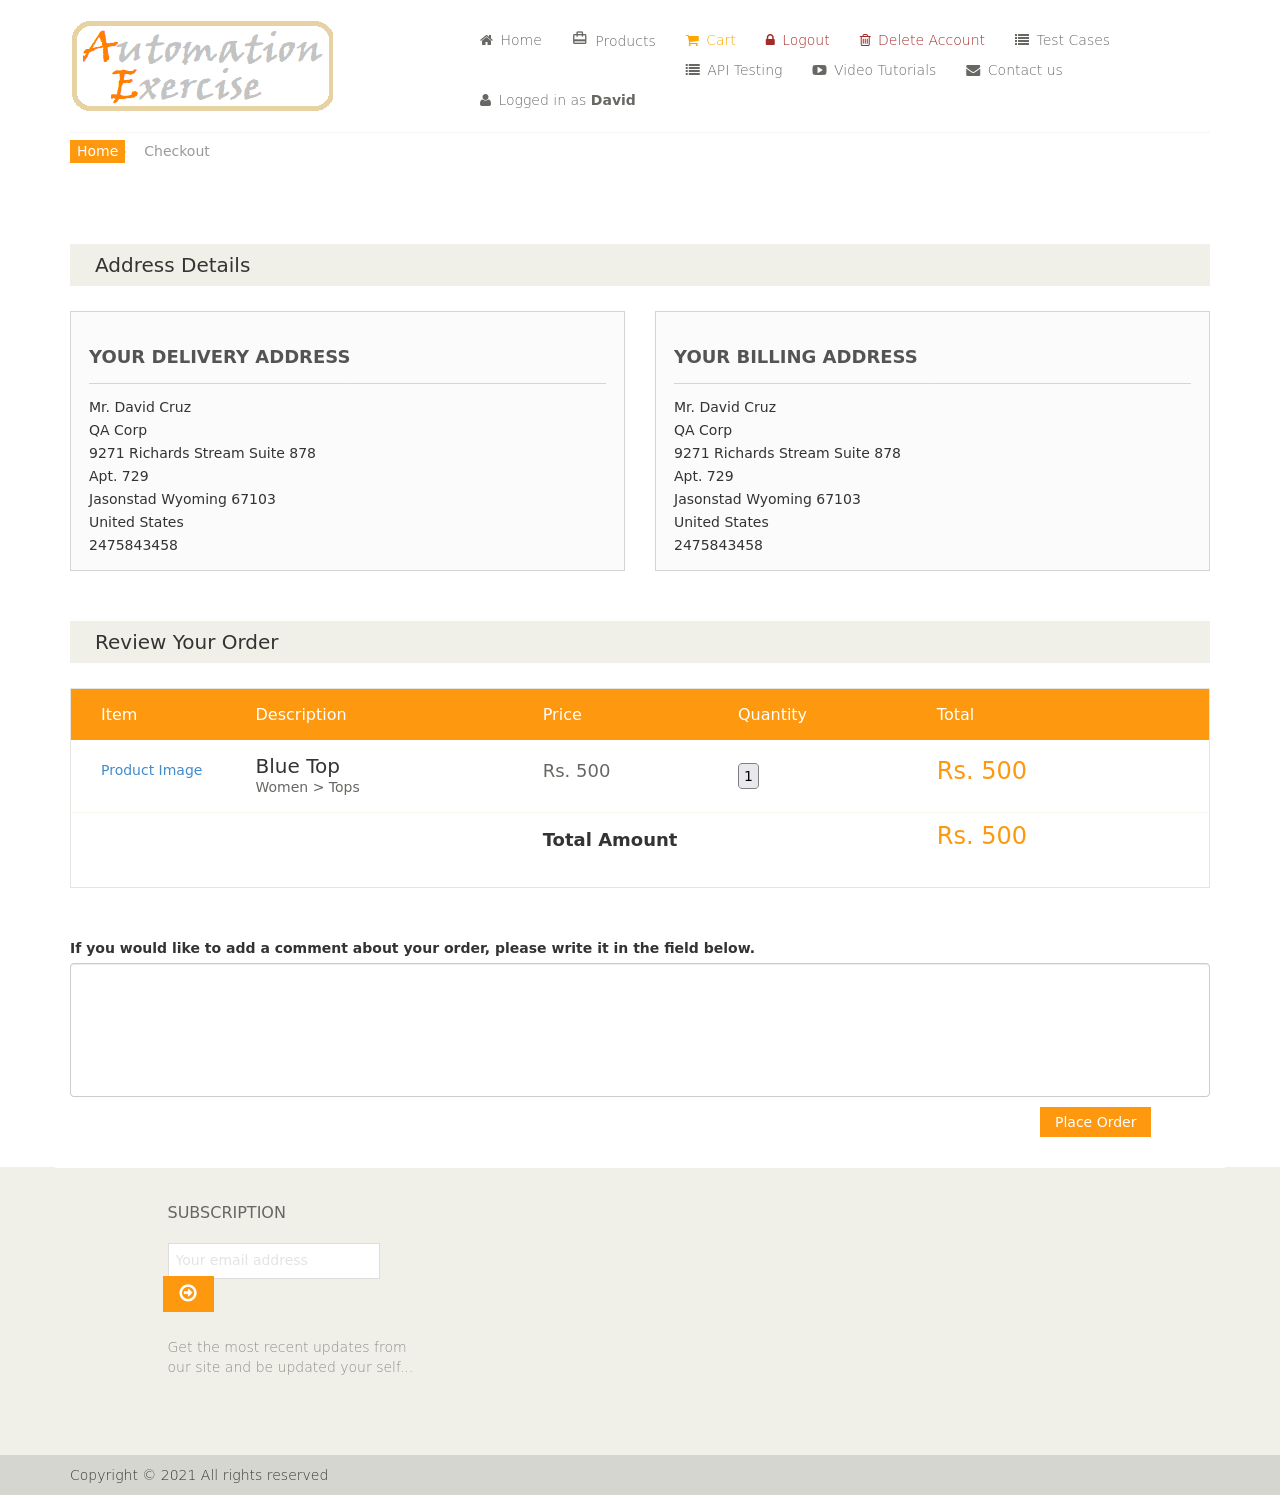 Automation
Exercise
Home Products Cart Logout Delete Account Test Cases
API Testing Video Tutorials Contact us
Logged in as David
Home Checkout
Address Details
YOUR DELIVERY ADDRESS
Mr. David Cruz
QA Corp
9271 Richards Stream Suite 878
Apt. 729
Jasonstad Wyoming 67103
United States
2475843458
YOUR BILLING ADDRESS
Mr. David Cruz
QA Corp
9271 Richards Stream Suite 878
Apt. 729
Jasonstad Wyoming 67103
United States
2475843458
Review Your Order
Item Description Price Quantity Total
Product Image Blue Top Rs. 500 1 Rs. 500
Women > Tops
Total Amount Rs. 500
If you would like to add a comment about your order, please write it in the field below.
Place Order
SUBSCRIPTION
Your email address
Get the most recent updates from
our site and be updated your self...
Copyright © 2021 All rights reserved